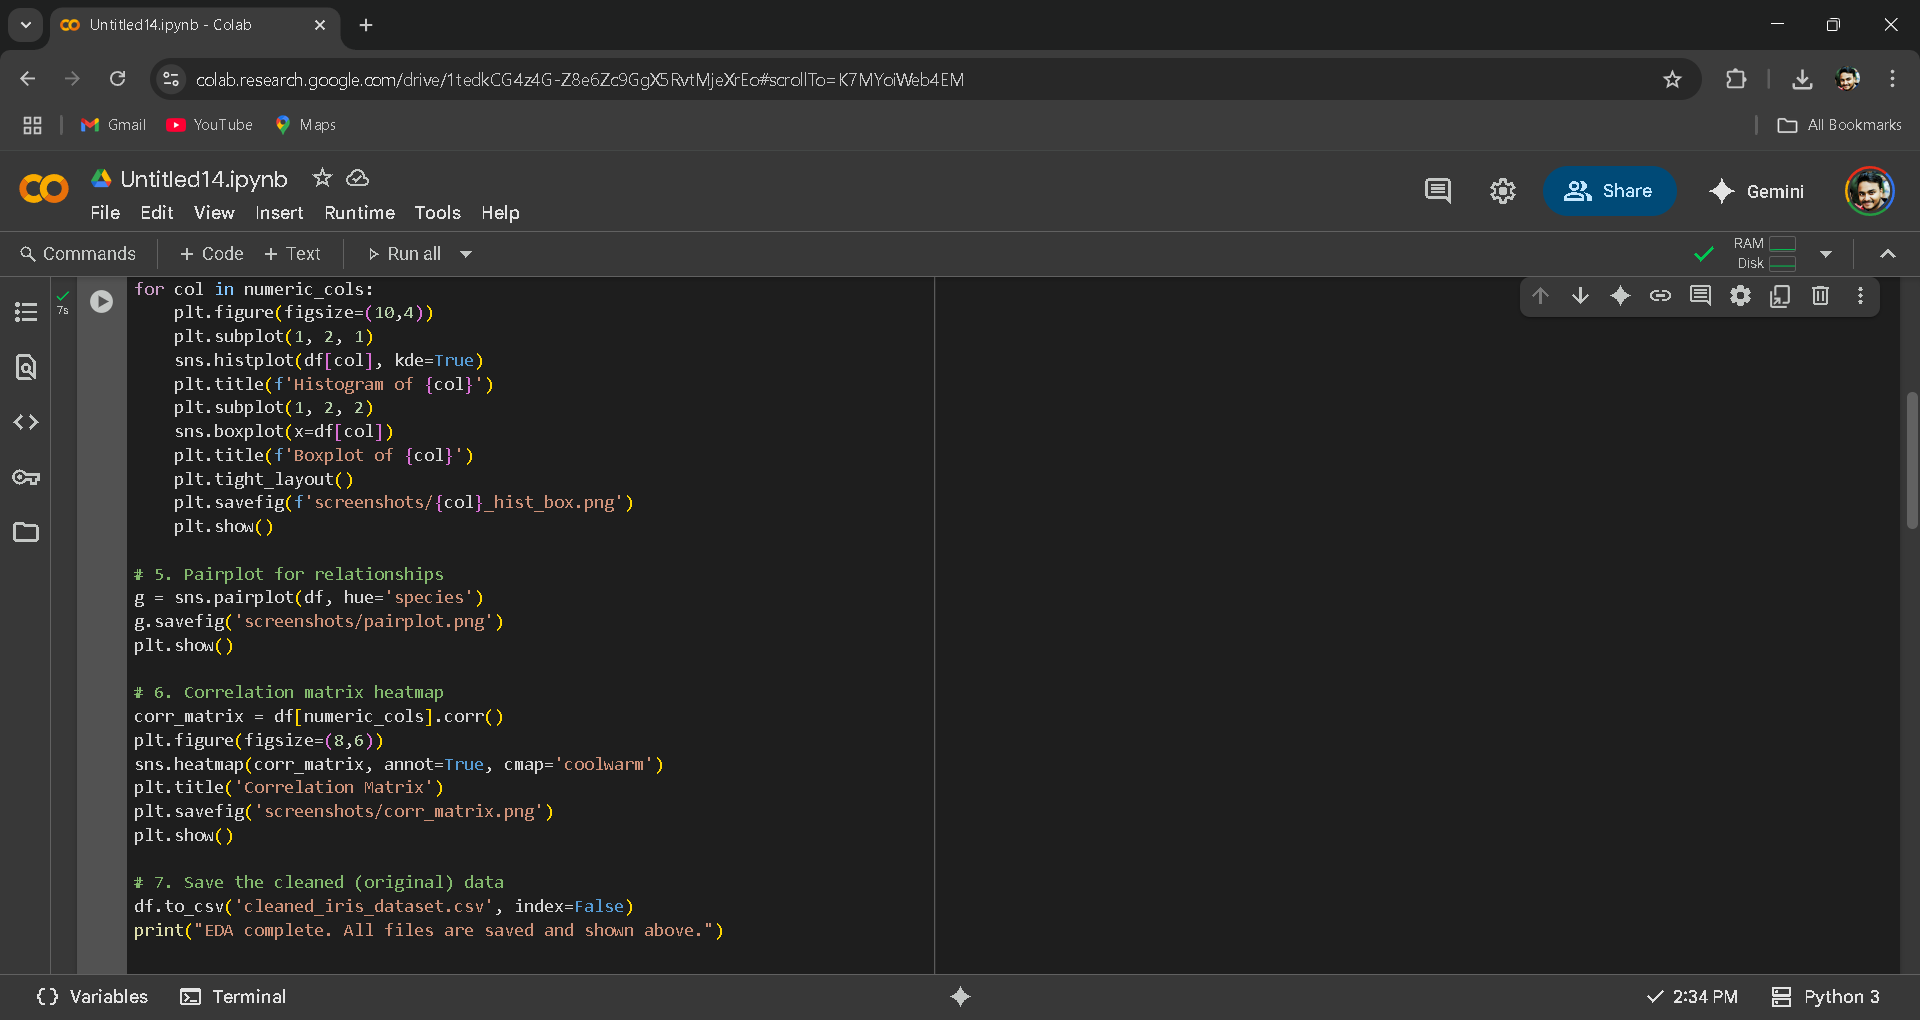 Untitled14.ipynb - Colab
colab.research.google.com/drive/1tedkCG4z4G-Z8e6Zc9GgX5RvtMjeXrEo#scrollTo=K7MYoiWeb4EM
Gmail YouTube Maps All Bookmarks
Untitled14.ipynb
File Edit View Insert Runtime Tools Help
Share Gemini
Commands + Code + Text Run all
RAM
Disk
7s
for col in numeric_cols:
    plt.figure(figsize=(10,4))
    plt.subplot(1, 2, 1)
    sns.histplot(df[col], kde=True)
    plt.title(f'Histogram of {col}')
    plt.subplot(1, 2, 2)
    sns.boxplot(x=df[col])
    plt.title(f'Boxplot of {col}')
    plt.tight_layout()
    plt.savefig(f'screenshots/{col}_hist_box.png')
    plt.show()
# 5. Pairplot for relationships
g = sns.pairplot(df, hue='species')
g.savefig('screenshots/pairplot.png')
plt.show()
# 6. Correlation matrix heatmap
corr_matrix = df[numeric_cols].corr()
plt.figure(figsize=(8,6))
sns.heatmap(corr_matrix, annot=True, cmap='coolwarm')
plt.title('Correlation Matrix')
plt.savefig('screenshots/corr_matrix.png')
plt.show()
# 7. Save the cleaned (original) data
df.to_csv('cleaned_iris_dataset.csv', index=False)
print("EDA complete. All files are saved and shown above.")
Variables Terminal 2:34 PM Python 3